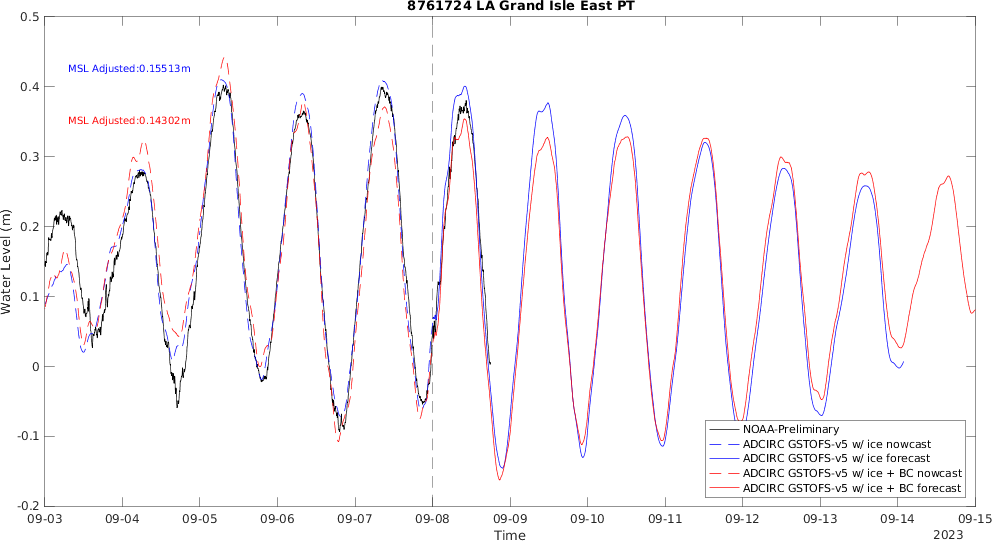 8761724 LA Grand Isle East PT
0.5
MSL Adjusted:0.15513m
0.4
MSL Adjusted:0.14302m
0.3
0.2
Water Level (m)
0.1
0
-0.1
-0.2
NOAA-Preliminary
ADCIRC GSTOFS-v5 w/ ice nowcast
ADCIRC GSTOFS-v5 w/ ice forecast
ADCIRC GSTOFS-v5 w/ ice + BC nowcast
ADCIRC GSTOFS-v5 w/ ice + BC forecast
09-03 09-04 09-05 09-06 09-07 09-08 09-09 09-10 09-11 09-12 09-13 09-14 09-15
Time
2023